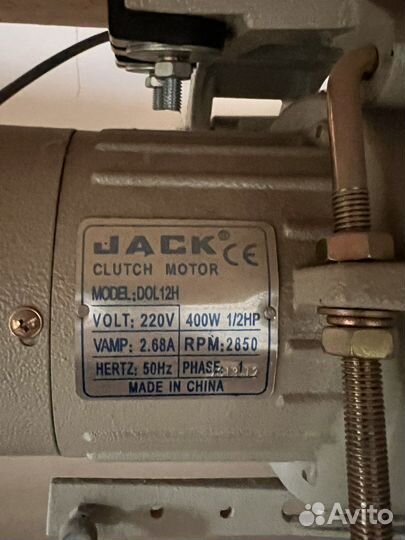 JACK® CE
CLUTCH MOTOR
MODEL: DOL12H
VOLT: 220V 400W 1/2HP
VAMP: 2.68A RPM: 2850
HERTZ: 50Hz PHASE: 1
MADE IN CHINA
Avito